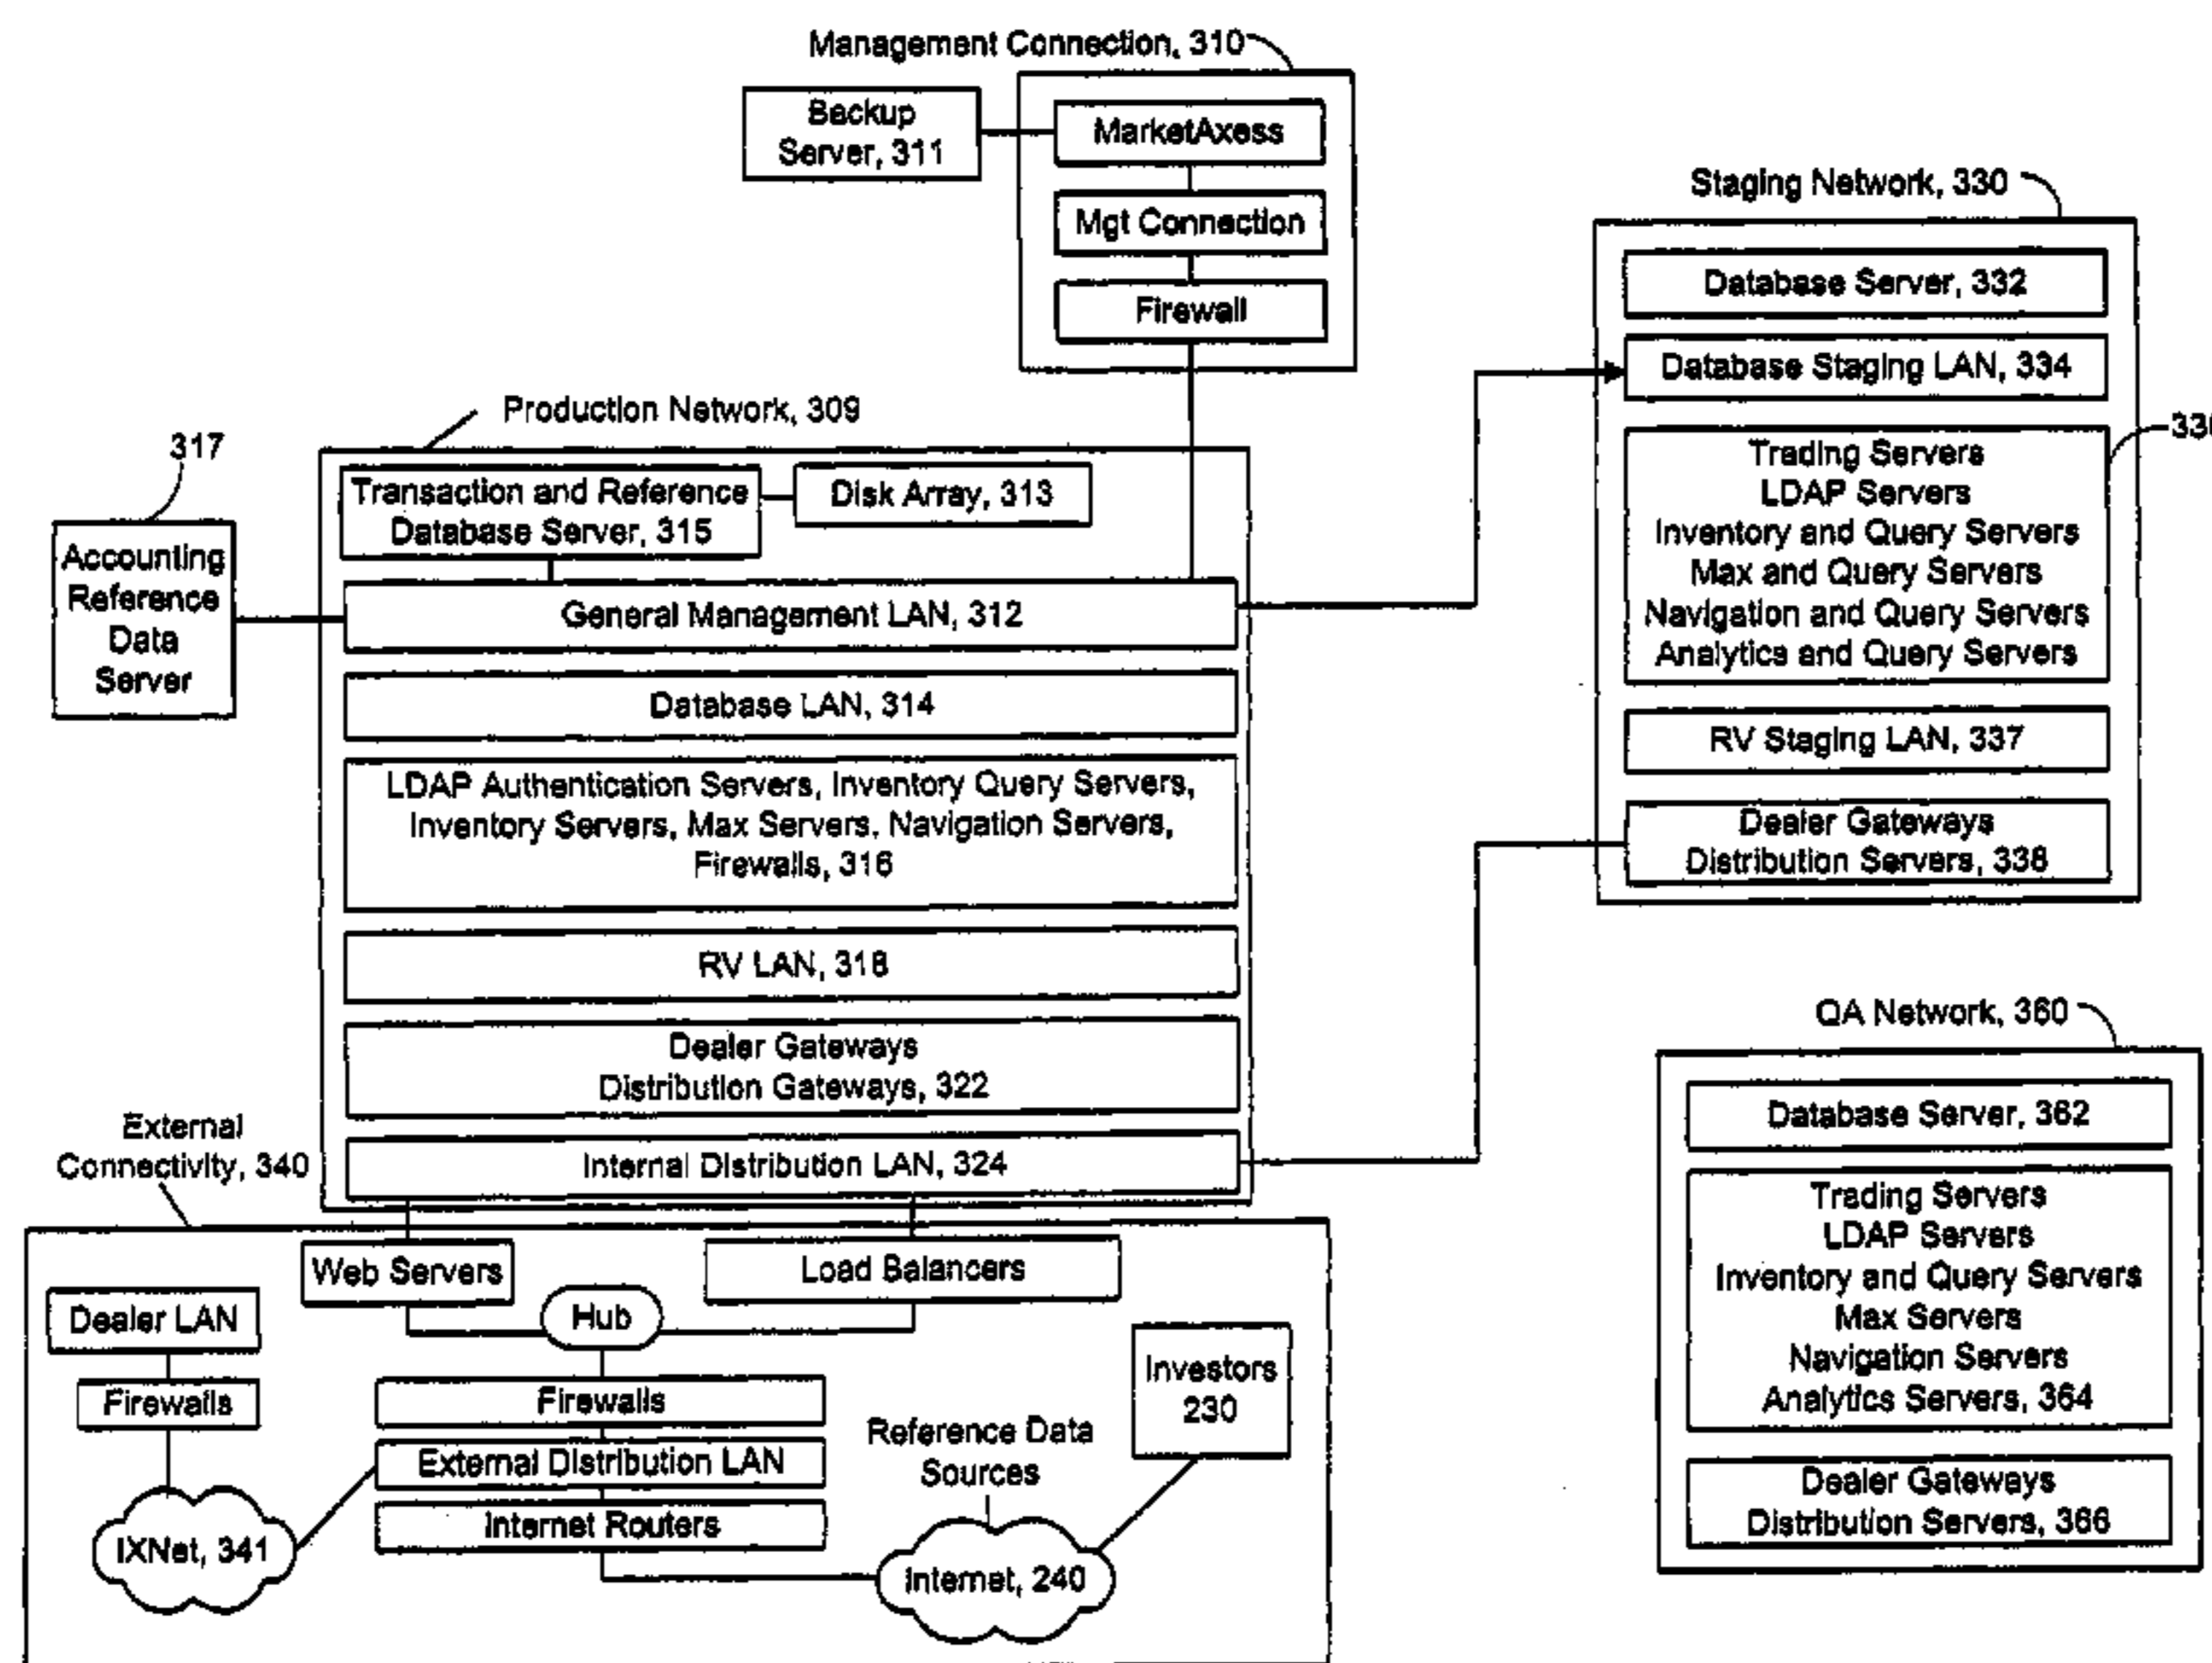 Management Connection, 310
Backup
Server, 311
MarketAxess
Mgt Connection
Firewall
Staging Network, 330
Database Server, 332
Database Staging LAN, 334
Trading Servers
LDAP Servers
Inventory and Query Servers
Max and Query Servers
Navigation and Query Servers
Analytics and Query Servers
RV Staging LAN, 337
Dealer Gateways
Distribution Servers, 338
Production Network, 309
317
Accounting
Reference
Data
Server
Transaction and Reference
Database Server, 315
Disk Array, 313
General Management LAN, 312
Database LAN, 314
LDAP Authentication Servers, Inventory Query Servers,
Inventory Servers, Max Servers, Navigation Servers,
Firewalls, 316
RV LAN, 318
Dealer Gateways
Distribution Gateways, 322
Internal Distribution LAN, 324
External
Connectivity, 340
Web Servers
Load Balancers
Hub
Dealer LAN
Firewalls
IXNet, 341
Firewalls
External Distribution LAN
Internet Routers
Reference Data
Sources
Internet, 240
Investors
230
QA Network, 360
Database Server, 362
Trading Servers
LDAP Servers
Inventory and Query Servers
Max Servers
Navigation Servers
Analytics Servers, 364
Dealer Gateways
Distribution Servers, 366